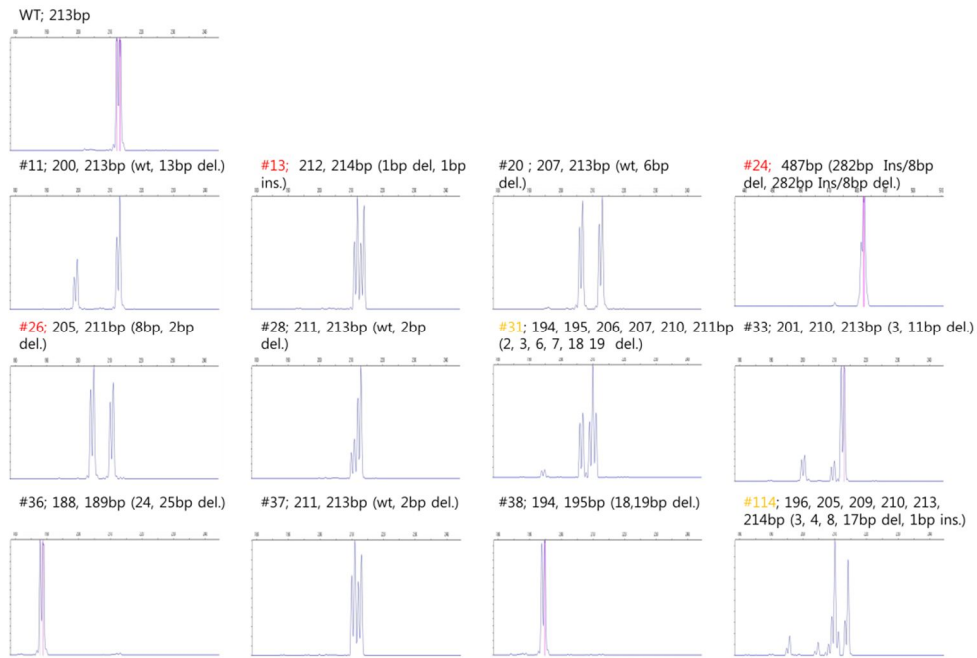 WT; 213bp
#11; 200, 213bp (wt, 13bp del.)
#13; 212, 214bp (1bp del, 1bp
ins.)
#20 ; 207, 213bp (wt, 6bp
del.)
#24; 487bp (282bp Ins/8bp
del, 282bp Ins/8bp del.)
#26; 205, 211bp (8bp, 2bp
del.)
#28; 211, 213bp (wt, 2bp
del.)
#31; 194, 195, 206, 207, 210, 211bp
(2, 3, 6, 7, 18 19 del.)
#33; 201, 210, 213bp (3, 11bp del.)
#36; 188, 189bp (24, 25bp del.)
#37; 211, 213bp (wt, 2bp del.)
#38; 194, 195bp (18,19bp del.)
#114; 196, 205, 209, 210, 213,
214bp (3, 4, 8, 17bp del, 1bp ins.)